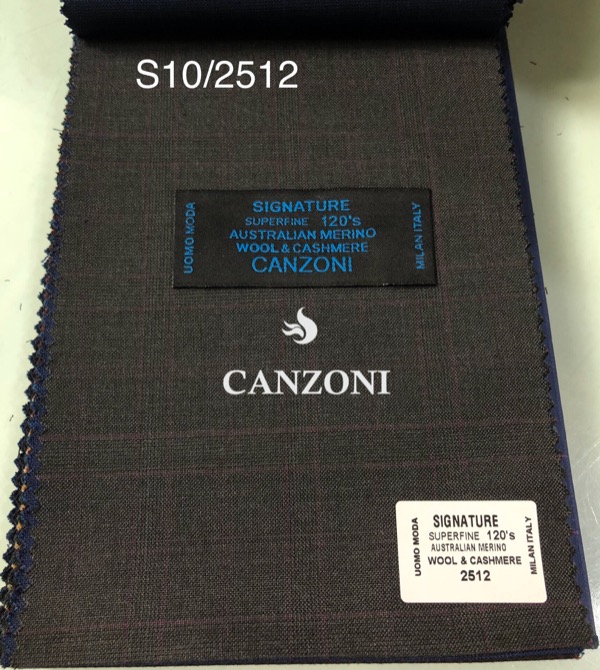 S10/2512
UOMO MODA
SIGNATURE
SUPERFINE 120's
AUSTRALIAN MERINO
WOOL & CASHMERE
CANZONI
MILAN ITALY
CANZONI
UOMO MODA
SIGNATURE
SUPERFINE 120's
AUSTRALIAN MERINO
WOOL & CASHMERE
2512
MILAN ITALY